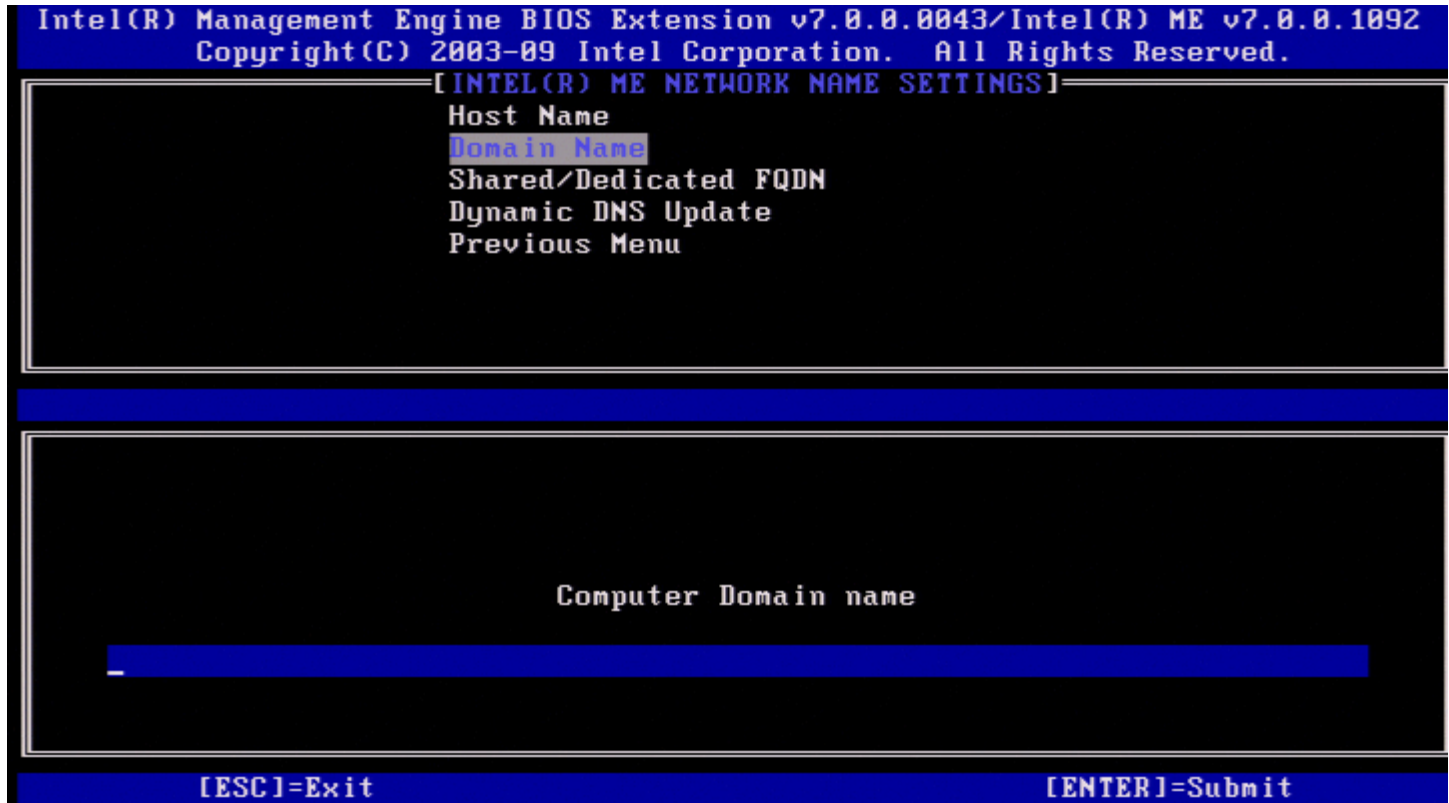 Intel(R) Management Engine BIOS Extension v7.0.0.0043/Intel(R) ME v7.0.0.1092
Copyright(C) 2003-09 Intel Corporation.  All Rights Reserved.
[INTEL(R) ME NETWORK NAME SETTINGS]
Host Name
Domain Name
Shared/Dedicated FQDN
Dynamic DNS Update
Previous Menu
Computer Domain name
[ESC]=Exit
[ENTER]=Submit